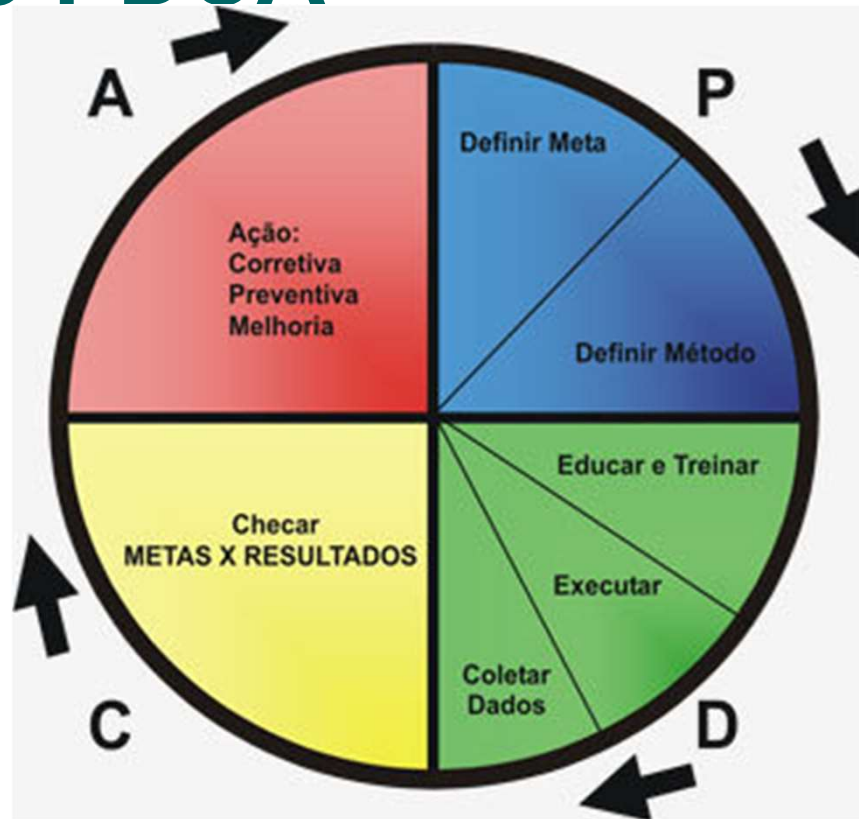 A
P
Definir Meta
Ação:
Corretiva
Preventiva
Melhoria
Definir Método
Educar e Treinar
Checar
METAS X RESULTADOS
Executar
Coletar
Dados
C
D